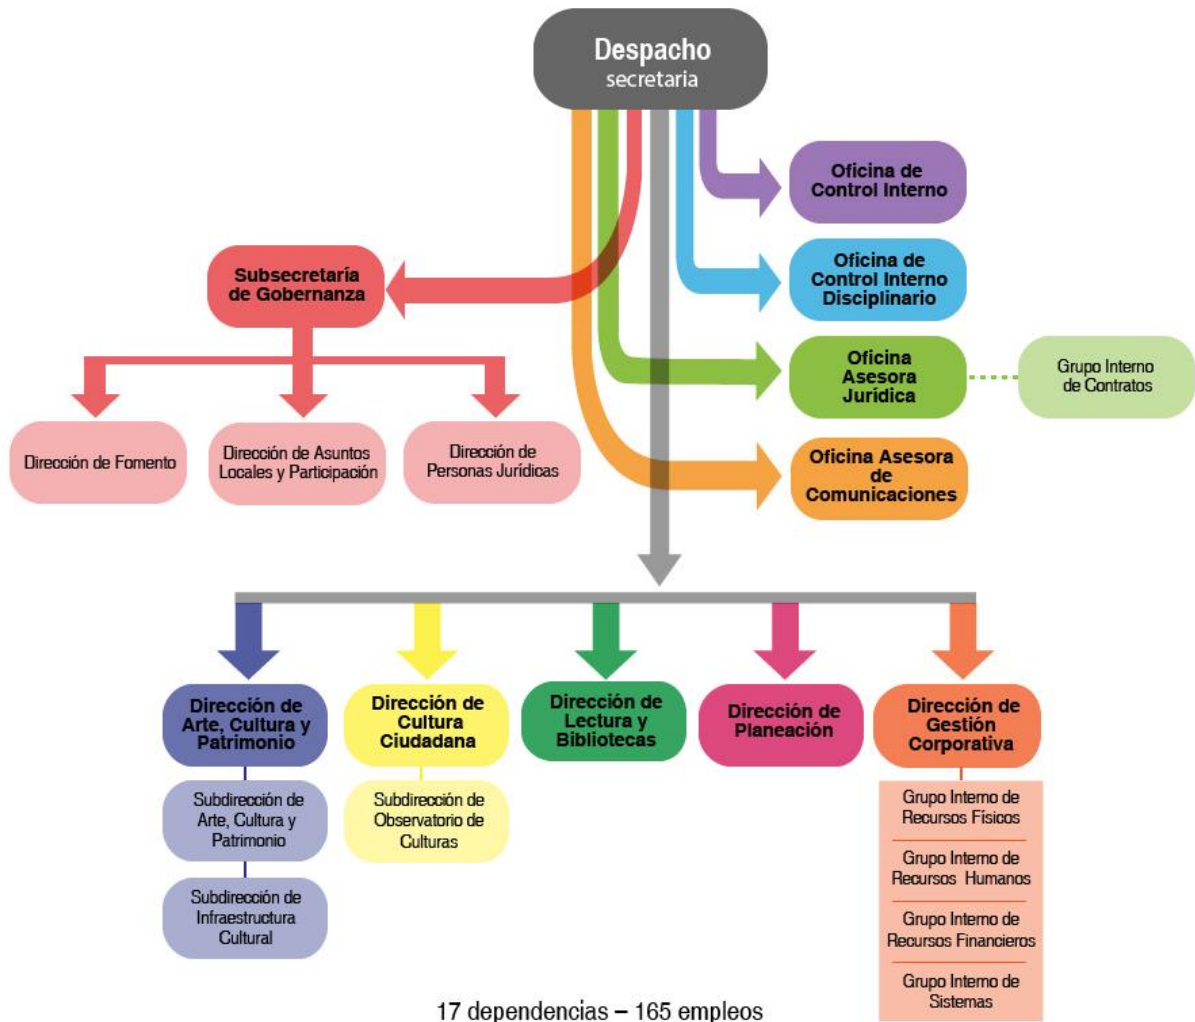 Despacho
secretaria
Oficina de
Control Interno
Oficina de
Control Interno
Disciplinario
Subsecretaría
de Gobernanza
Oficina
Asesora
Jurídica
Grupo Interno
de Contratos
Dirección de Fomento
Dirección de Asuntos
Locales y Participación
Dirección de
Personas Jurídicas
Oficina Asesora
de
Comunicaciones
Dirección de
Arte, Cultura y
Patrimonio
Dirección de
Cultura
Ciudadana
Dirección de
Lectura y
Bibliotecas
Dirección de
Planeación
Dirección de
Gestión
Corporativa
Subdirección de
Arte, Cultura y
Patrimonio
Subdirección de
Infraestructura
Cultural
Subdirección de
Observatorio de
Culturas
Grupo Interno de
Recursos Físicos
Grupo Interno de
Recursos Humanos
Grupo Interno de
Recursos Financieros
Grupo Interno de
Sistemas
17 dependencias – 165 empleos